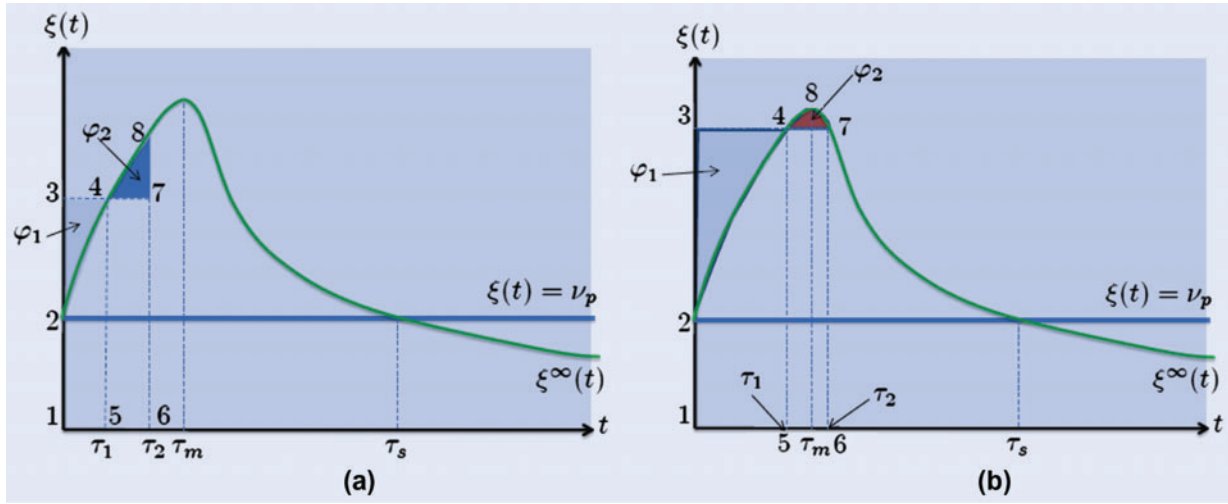 ξ(t)
φ₂
8
3
4
7
φ₁
ξ(t) = νₚ
2
ξ^∞(t)
1
5
6
t
τ₁
τ₂
τₘ
τₛ
(a)
ξ(t)
φ₂
8
3
4
7
φ₁
ξ(t) = νₚ
2
τ₁
τ₂
ξ^∞(t)
1
t
5
τₘ
6
τₛ
(b)